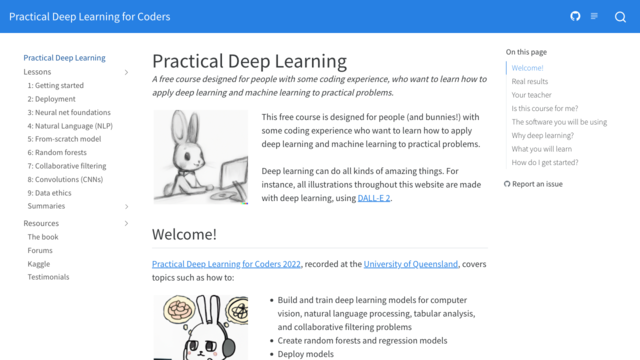 Practical Deep Learning for Coders
Practical Deep Learning
Lessons
1: Getting started
2: Deployment
3: Neural net foundations
4: Natural Language (NLP)
5: From-scratch model
6: Random forests
7: Collaborative filtering
8: Convolutions (CNNs)
9: Data ethics
Summaries
Resources
The book
Forums
Kaggle
Testimonials
Practical Deep Learning
A free course designed for people with some coding experience, who want to learn how to
apply deep learning and machine learning to practical problems.
This free course is designed for people (and bunnies!) with
some coding experience who want to learn how to apply
deep learning and machine learning to practical problems.
Deep learning can do all kinds of amazing things. For
instance, all illustrations throughout this website are made
with deep learning, using DALL-E 2.
Welcome!
Practical Deep Learning for Coders 2022, recorded at the University of Queensland, covers
topics such as how to:
Build and train deep learning models for computer
vision, natural language processing, tabular analysis,
and collaborative filtering problems
Create random forests and regression models
Deploy models
On this page
Welcome!
Real results
Your teacher
Is this course for me?
The software you will be using
Why deep learning?
What you will learn
How do I get started?
Report an issue